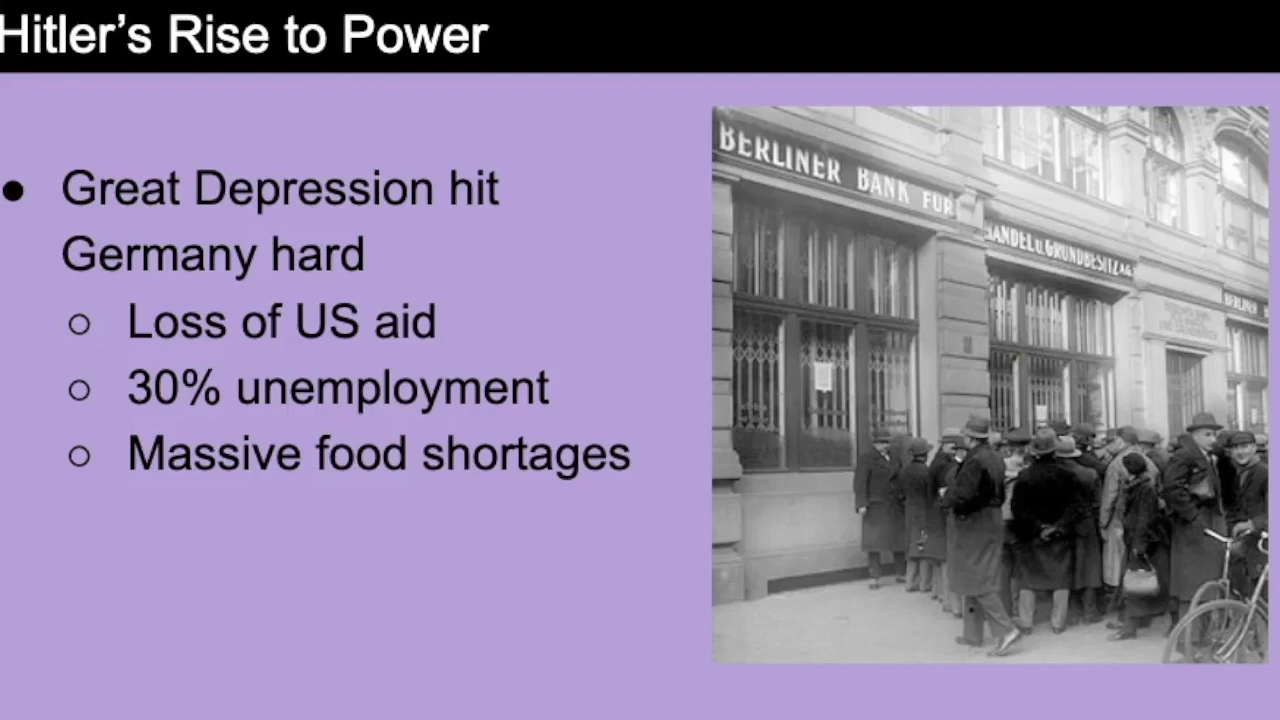 Hitler’s Rise to Power
● Great Depression hit
Germany hard
○ Loss of US aid
○ 30% unemployment
○ Massive food shortages
BERLINER BANK FÜR
HANDEL u. GRUNDBESITZ AG
BERLINER